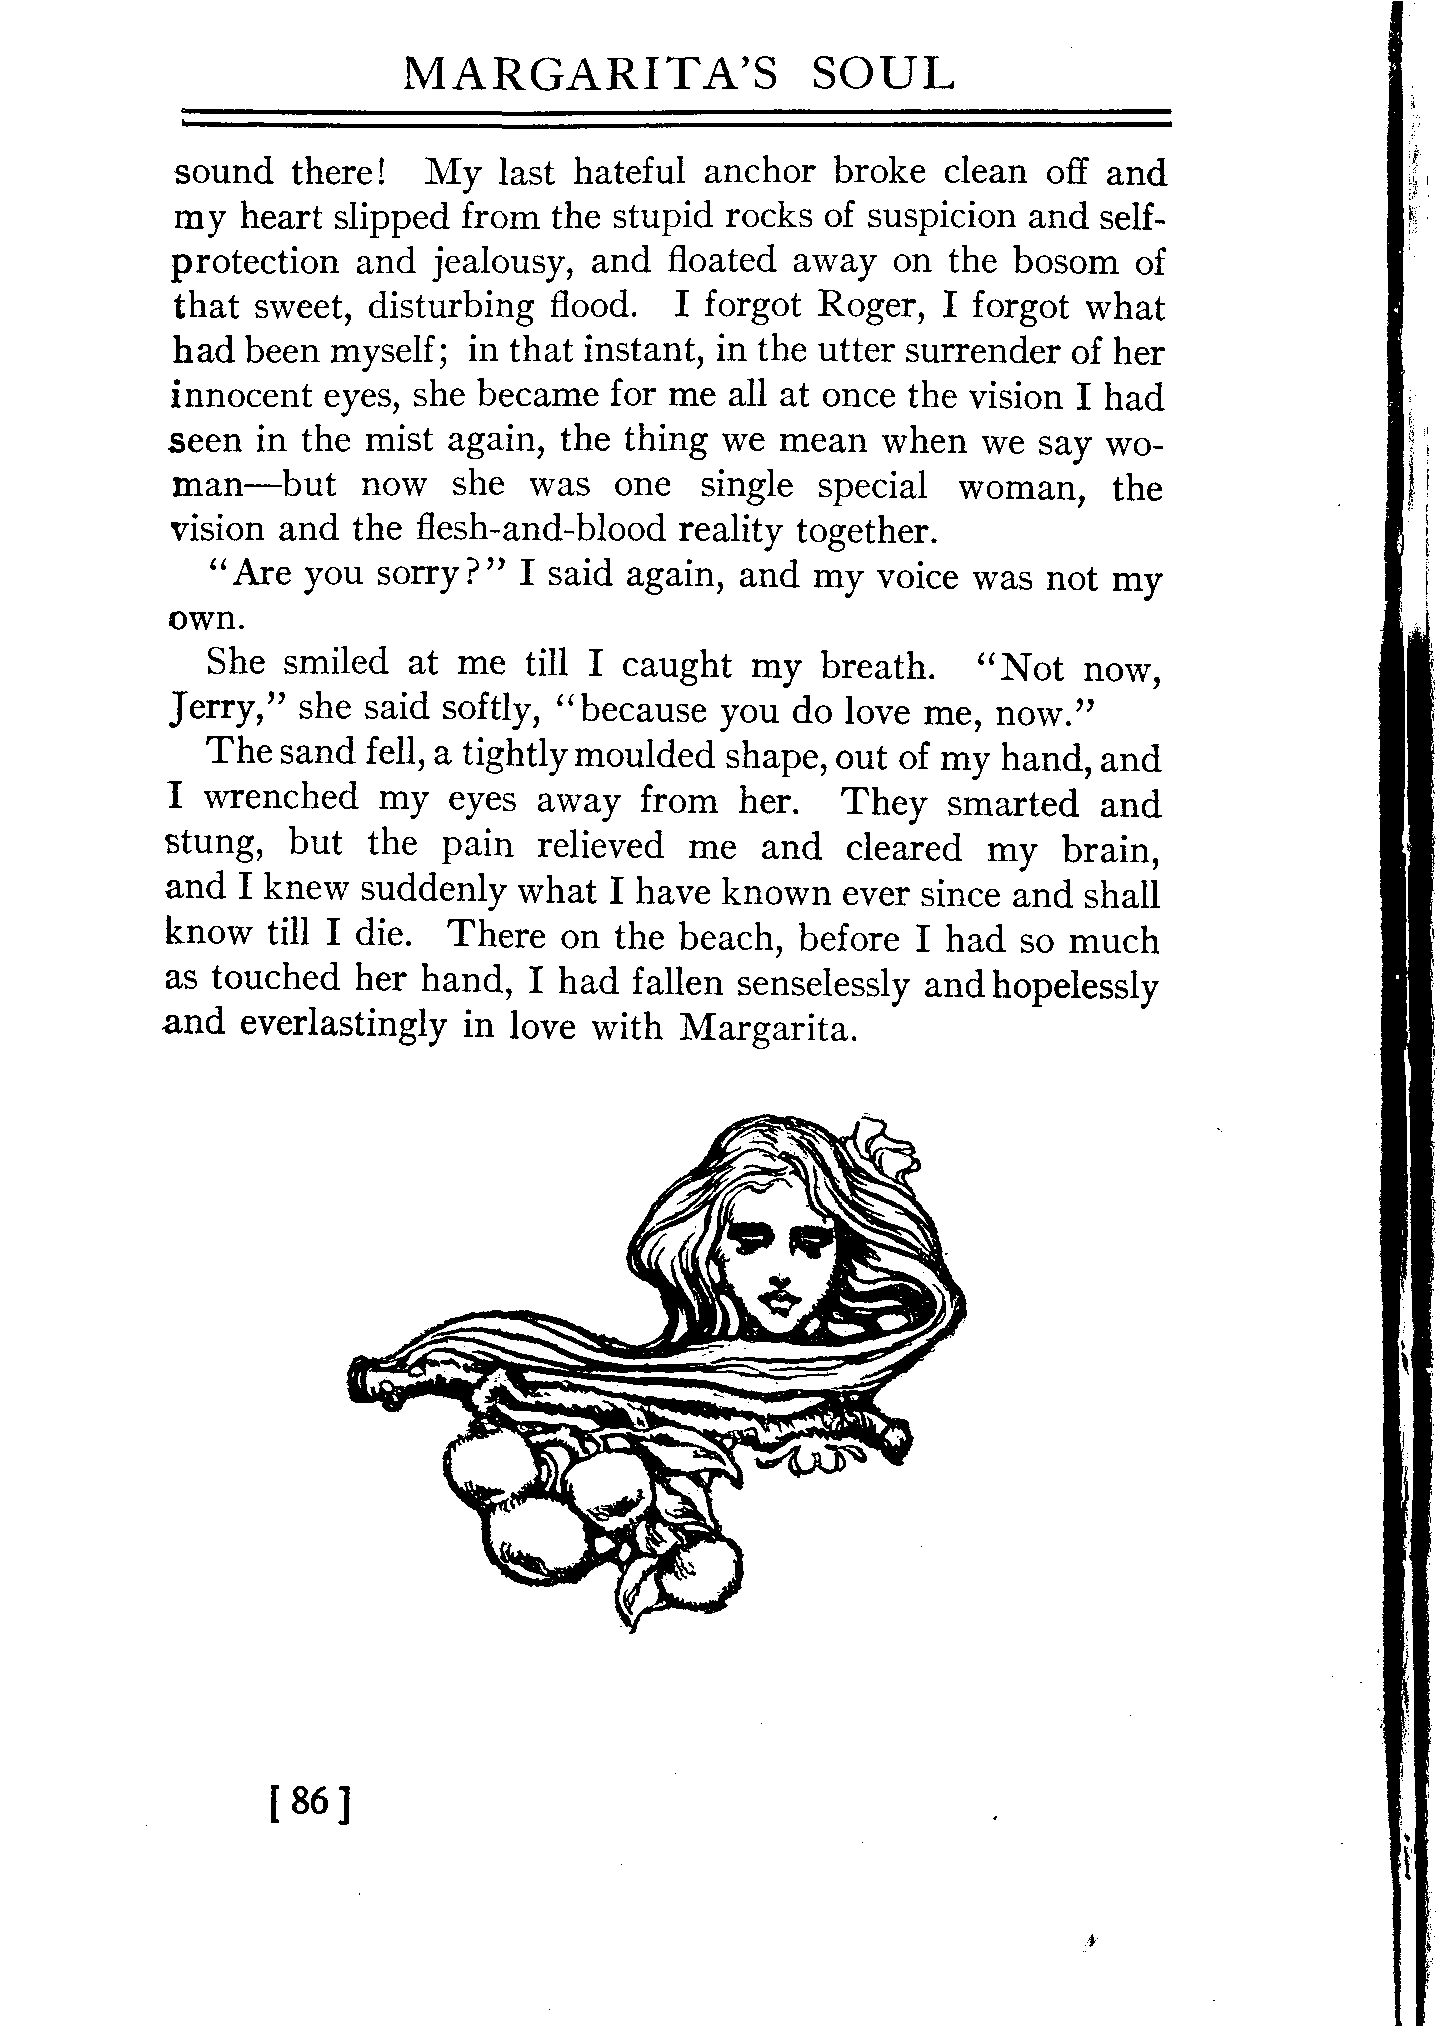 MARGARITA'S SOUL
sound there! My last hateful anchor broke clean off and
my heart slipped from the stupid rocks of suspicion and self-
protection and jealousy, and floated away on the bosom of
that sweet, disturbing flood. I forgot Roger, I forgot what
had been myself; in that instant, in the utter surrender of her
innocent eyes, she became for me all at once the vision I had
seen in the mist again, the thing we mean when we say wo-
man—but now she was one single special woman, the
vision and the flesh-and-blood reality together.
"Are you sorry?" I said again, and my voice was not my
own.
She smiled at me till I caught my breath. "Not now,
Jerry," she said softly, "because you do love me, now."
The sand fell, a tightly moulded shape, out of my hand, and
I wrenched my eyes away from her. They smarted and
stung, but the pain relieved me and cleared my brain,
and I knew suddenly what I have known ever since and shall
know till I die. There on the beach, before I had so much
as touched her hand, I had fallen senselessly and hopelessly
and everlastingly in love with Margarita.
[ 86 ]